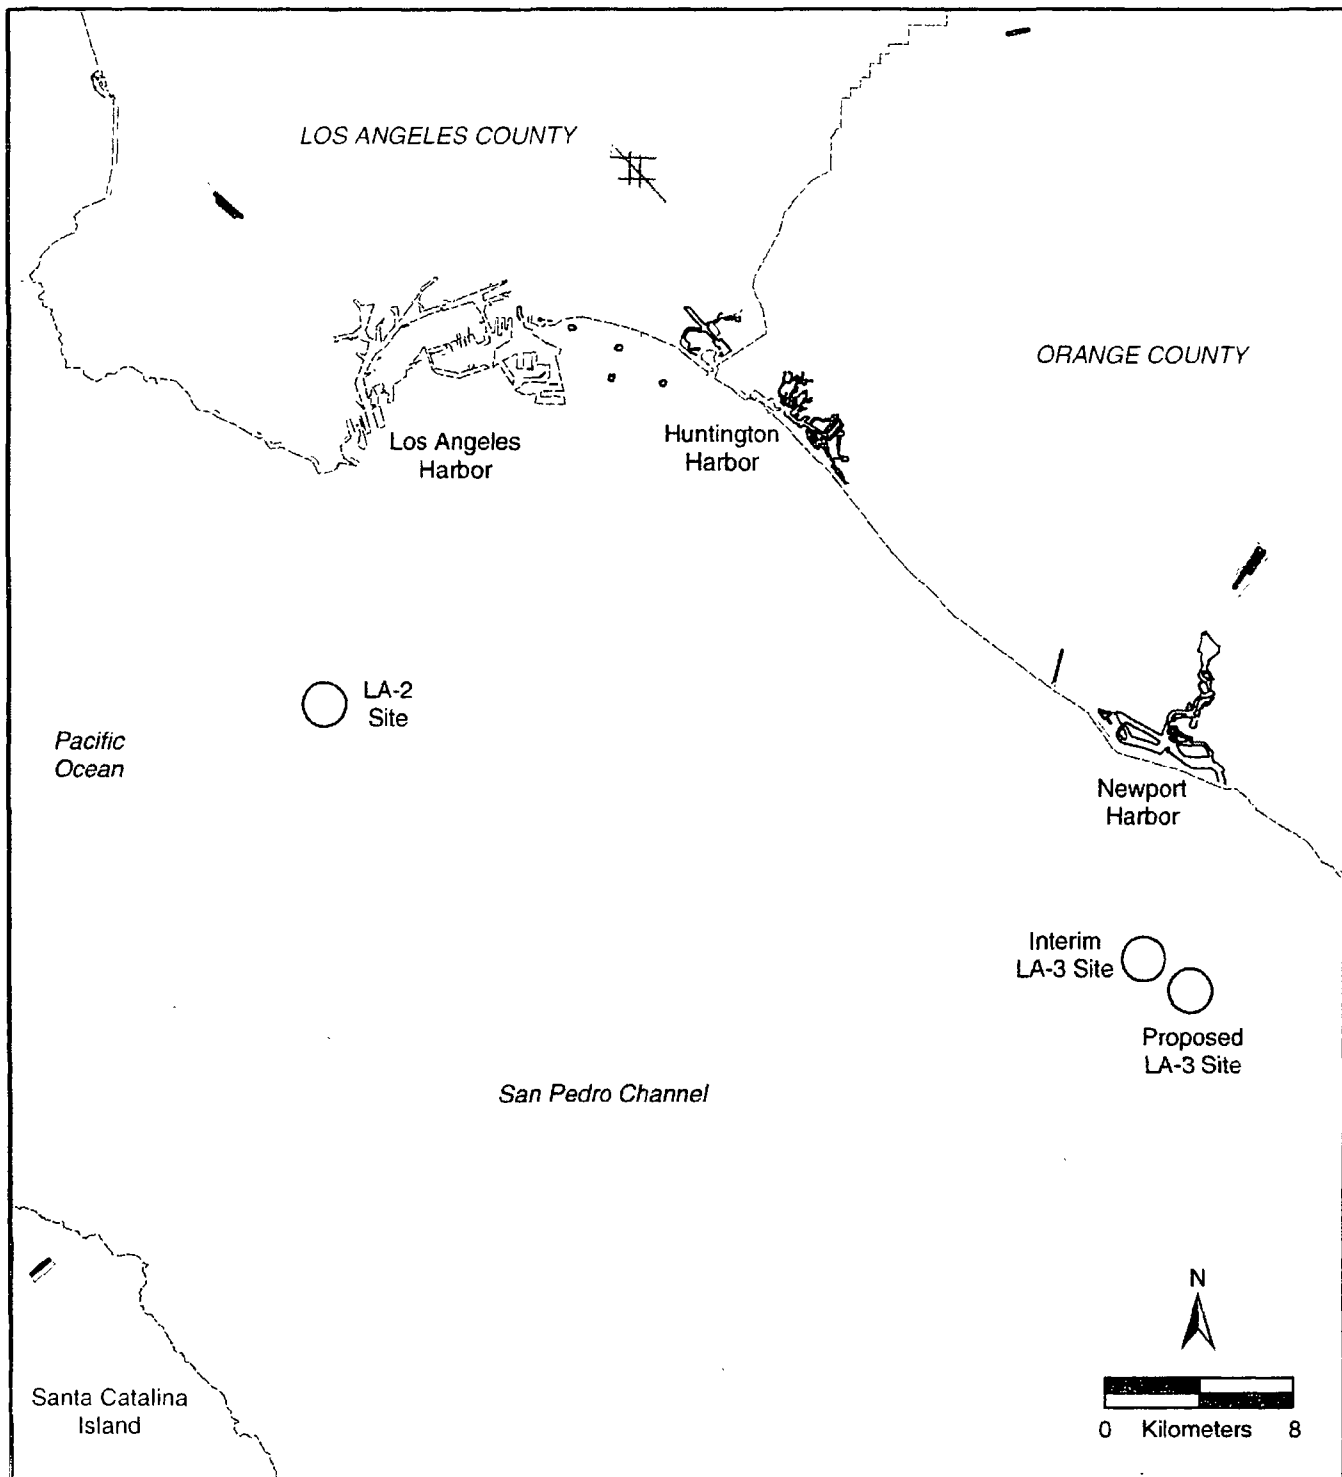 LOS ANGELES COUNTY
ORANGE COUNTY
Los Angeles
Harbor
Huntington
Harbor
LA-2
Site
Pacific
Ocean
Newport
Harbor
Interim
LA-3 Site
Proposed
LA-3 Site
San Pedro Channel
N
Santa Catalina
Island
0 Kilometers 8